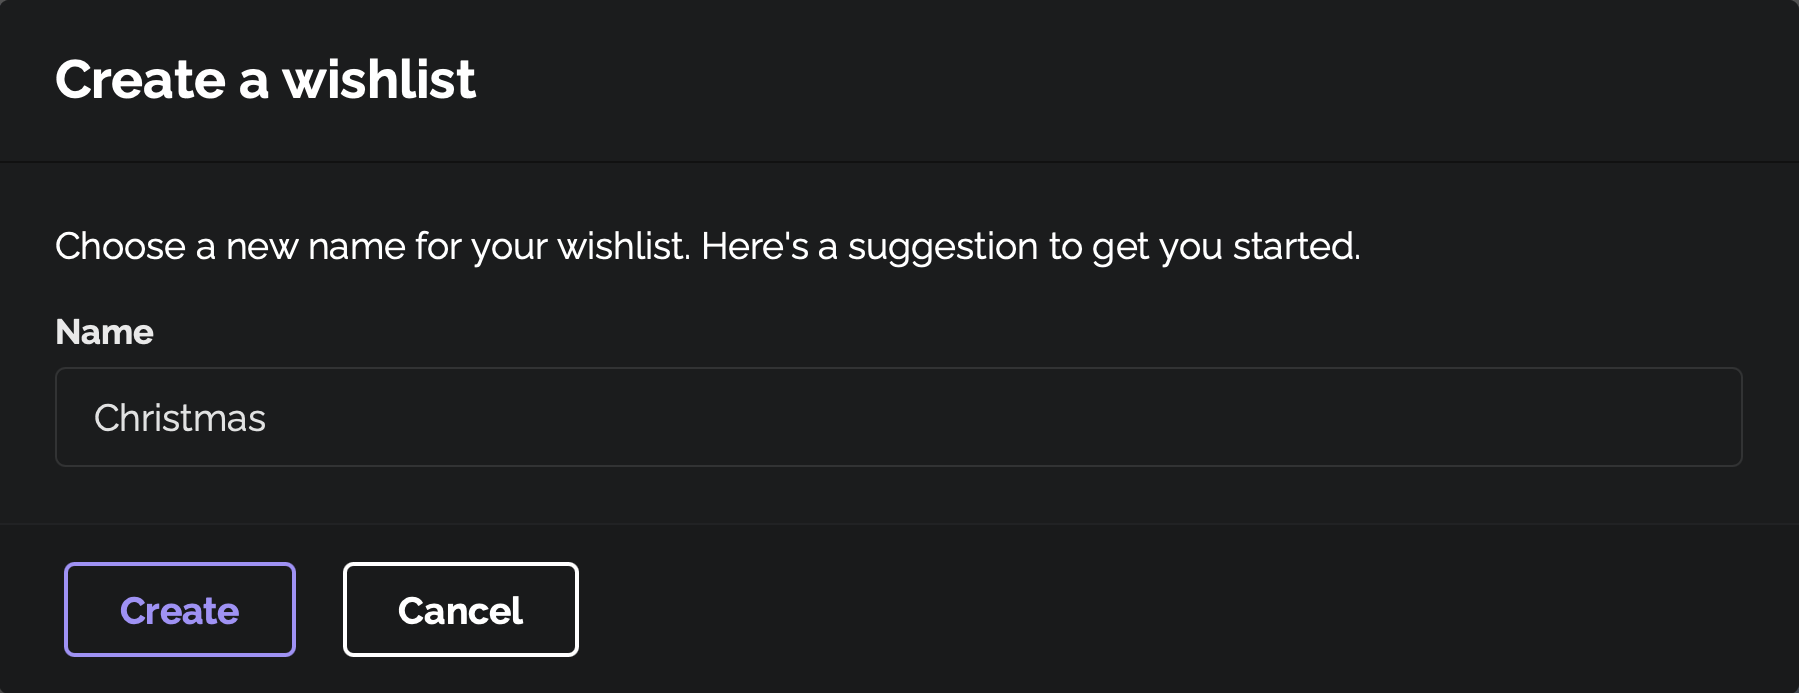 Create a wishlist
Choose a new name for your wishlist. Here's a suggestion to get you started.
Name
Christmas
Create
Cancel